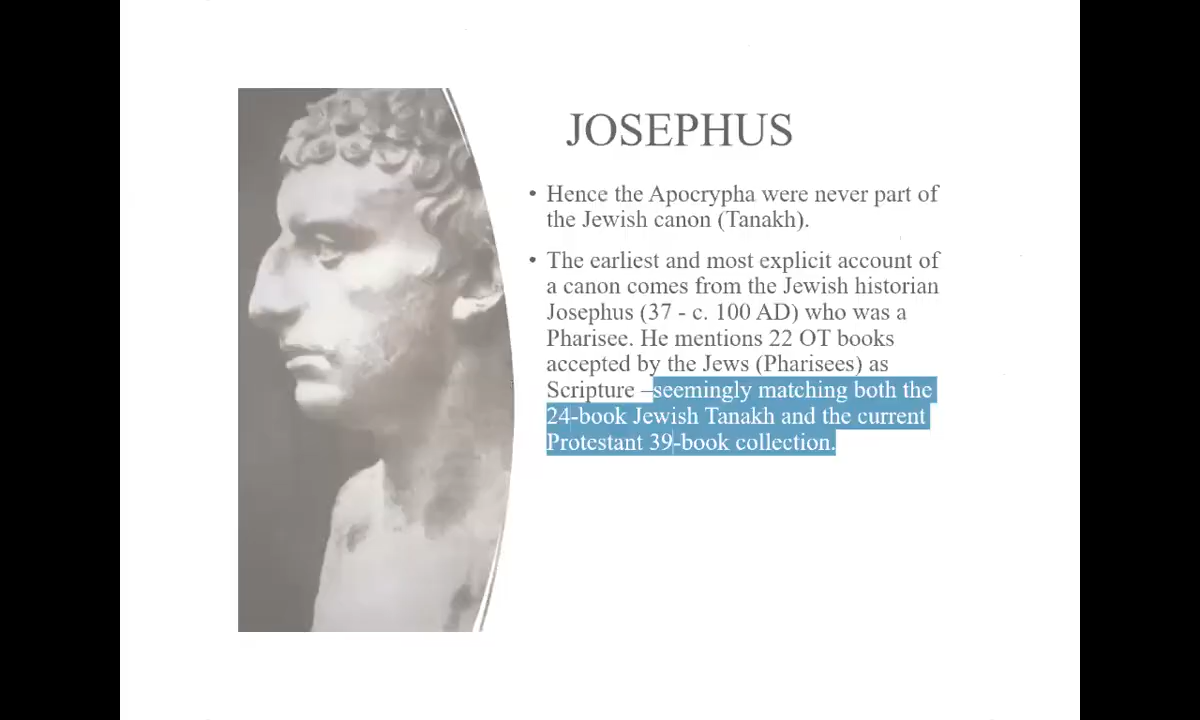 JOSEPHUS
• Hence the Apocrypha were never part of
the Jewish canon (Tanakh).
• The earliest and most explicit account of
a canon comes from the Jewish historian
Josephus (37 - c. 100 AD) who was a
Pharisee. He mentions 22 OT books
accepted by the Jews (Pharisees) as
Scripture –seemingly matching both the
24-book Jewish Tanakh and the current
Protestant 39-book collection.